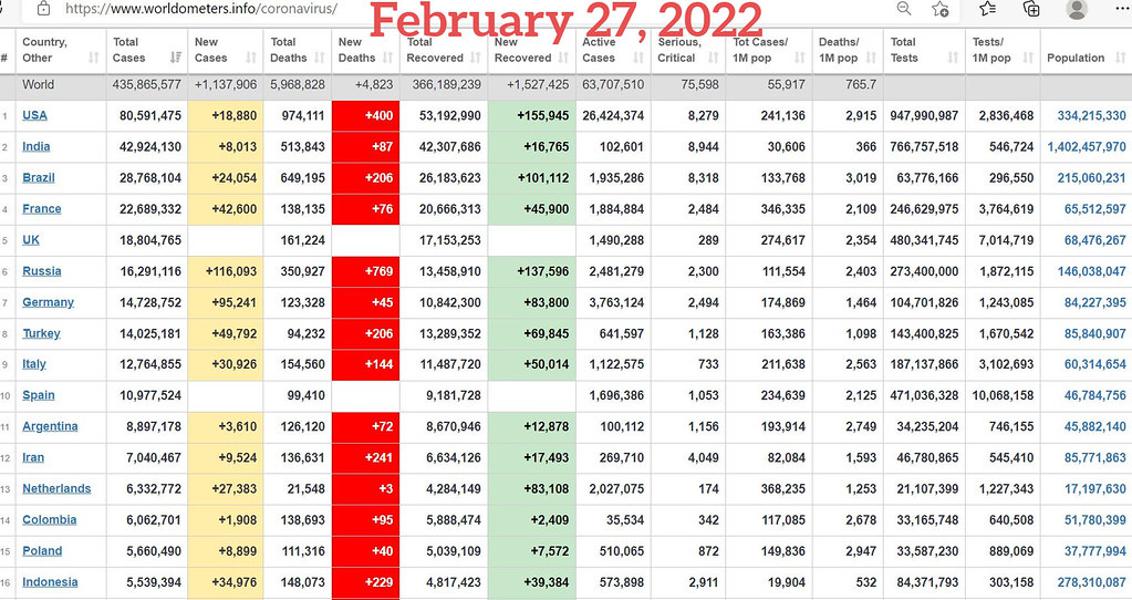 https://www.worldometers.info/coronavirus/
February 27, 2022
# Country, Other Total Cases New Cases Total Deaths New Deaths Total Recovered New Recovered Active Cases Serious, Critical Tot Cases/ 1M pop Deaths/ 1M pop Total Tests Tests/ 1M pop Population
World 435,865,577 +1,137,906 5,968,828 +4,823 366,189,239 +1,527,425 63,707,510 75,598 55,917 765.7
1 USA 80,591,475 +18,880 974,111 +400 53,192,990 +155,945 26,424,374 8,279 241,136 2,915 947,990,987 2,836,468 334,215,330
2 India 42,924,130 +8,013 513,843 +87 42,307,686 +16,765 102,601 8,944 30,606 366 766,757,518 546,724 1,402,457,970
3 Brazil 28,768,104 +24,054 649,195 +206 26,183,623 +101,112 1,935,286 8,318 133,768 3,019 63,776,166 296,550 215,060,231
4 France 22,689,332 +42,600 138,135 +76 20,666,313 +45,900 1,884,884 2,484 346,335 2,109 246,629,975 3,764,619 65,512,597
5 UK 18,804,765 161,224 17,153,253 1,490,288 289 274,617 2,354 480,341,745 7,014,719 68,476,267
6 Russia 16,291,116 +116,093 350,927 +769 13,458,910 +137,596 2,481,279 2,300 111,554 2,403 273,400,000 1,872,115 146,038,047
7 Germany 14,728,752 +95,241 123,328 +45 10,842,300 +83,800 3,763,124 2,494 174,869 1,464 104,701,826 1,243,085 84,227,395
8 Turkey 14,025,181 +49,792 94,232 +206 13,289,352 +69,845 641,597 1,128 163,386 1,098 143,400,825 1,670,542 85,840,907
9 Italy 12,764,855 +30,926 154,560 +144 11,487,720 +50,014 1,122,575 733 211,638 2,563 187,137,866 3,102,693 60,314,654
10 Spain 10,977,524 99,410 9,181,728 1,696,386 1,053 234,639 2,125 471,036,328 10,068,158 46,784,756
11 Argentina 8,897,178 +3,610 126,120 +72 8,670,946 +12,878 100,112 1,156 193,914 2,749 34,235,204 746,155 45,882,140
12 Iran 7,040,467 +9,524 136,631 +241 6,634,126 +17,493 269,710 4,049 82,084 1,593 46,780,865 545,410 85,771,863
13 Netherlands 6,332,772 +27,383 21,548 +3 4,284,149 +83,108 2,027,075 174 368,235 1,253 21,107,399 1,227,343 17,197,630
14 Colombia 6,062,701 +1,908 138,693 +95 5,888,474 +2,409 35,534 342 117,085 2,678 33,165,748 640,508 51,780,399
15 Poland 5,660,490 +8,899 111,316 +40 5,039,109 +7,572 510,065 872 149,836 2,947 33,587,230 889,069 37,777,994
16 Indonesia 5,539,394 +34,976 148,073 +229 4,817,423 +39,384 573,898 2,911 19,904 532 84,371,793 303,158 278,310,087